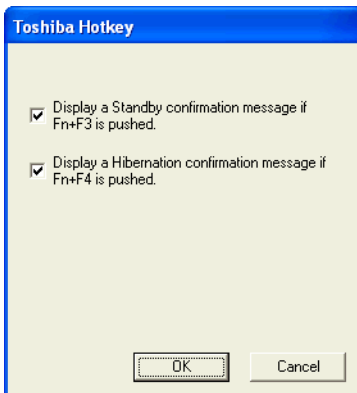 Toshiba Hotkey
Display a Standby confirmation message if
Fn+F3 is pushed.
Display a Hibernation confirmation message if
Fn+F4 is pushed.
OK
Cancel